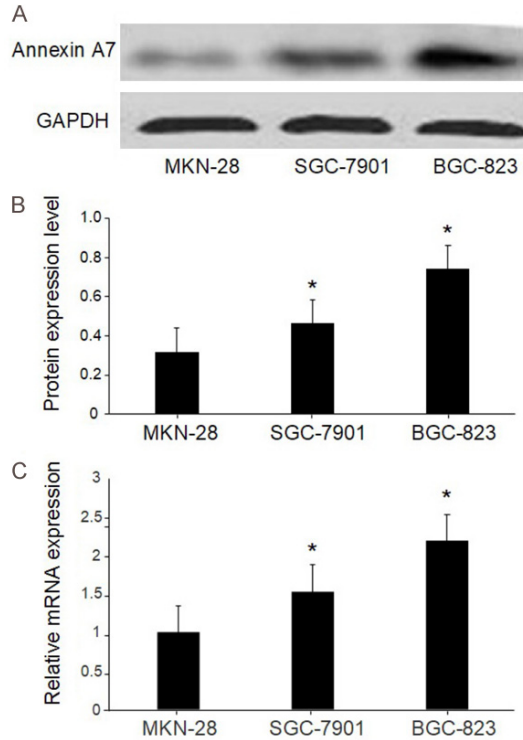 A
Annexin A7
GAPDH
MKN-28 SGC-7901 BGC-823
B
Protein expression level
1.0
0.8
0.6
0.4
0.2
0
* *
MKN-28 SGC-7901 BGC-823
C
Relative mRNA expression
3
2.5
2
1.5
1
0.5
0
* *
MKN-28 SGC-7901 BGC-823